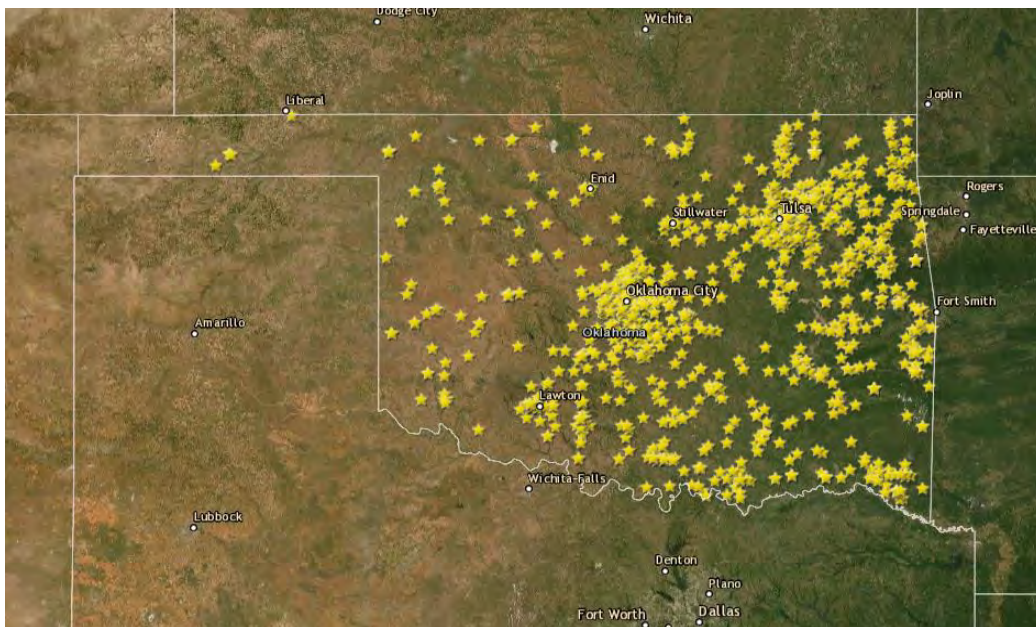 Dodge City
Wichita
Liberal
Joplin
Enid
Rogers
Stillwater
Tulsa
Springdale
Fayetteville
Oklahoma City
Fort Smith
Amarillo
Oklahoma
Lawton
Wichita Falls
Lubbock
Denton
Plano
Fort Worth
Dallas